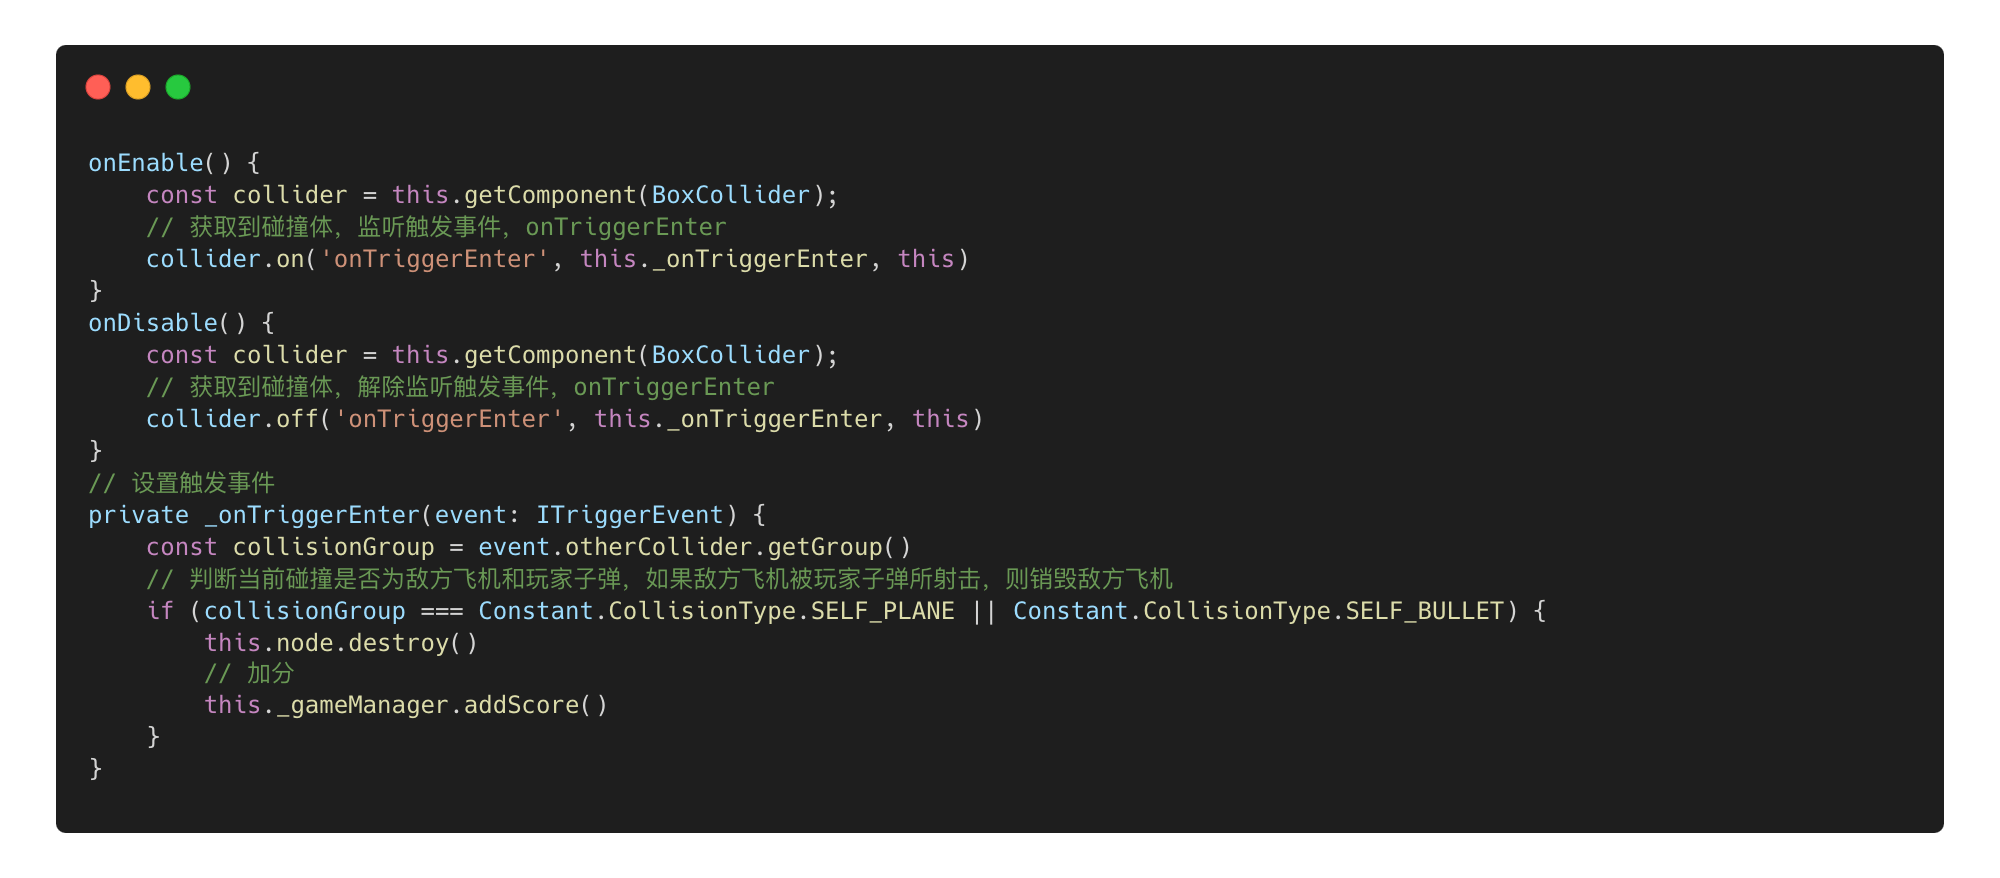 onEnable() {
    const collider = this.getComponent(BoxCollider);
    // 获取到碰撞体，监听触发事件，onTriggerEnter
    collider.on('onTriggerEnter', this._onTriggerEnter, this)
}
onDisable() {
    const collider = this.getComponent(BoxCollider);
    // 获取到碰撞体，解除监听触发事件，onTriggerEnter
    collider.off('onTriggerEnter', this._onTriggerEnter, this)
}
// 设置触发事件
private _onTriggerEnter(event: ITriggerEvent) {
    const collisionGroup = event.otherCollider.getGroup()
    // 判断当前碰撞是否为敌方飞机和玩家子弹，如果敌方飞机被玩家子弹所射击，则销毁敌方飞机
    if (collisionGroup === Constant.CollisionType.SELF_PLANE || Constant.CollisionType.SELF_BULLET) {
        this.node.destroy()
        // 加分
        this._gameManager.addScore()
    }
}